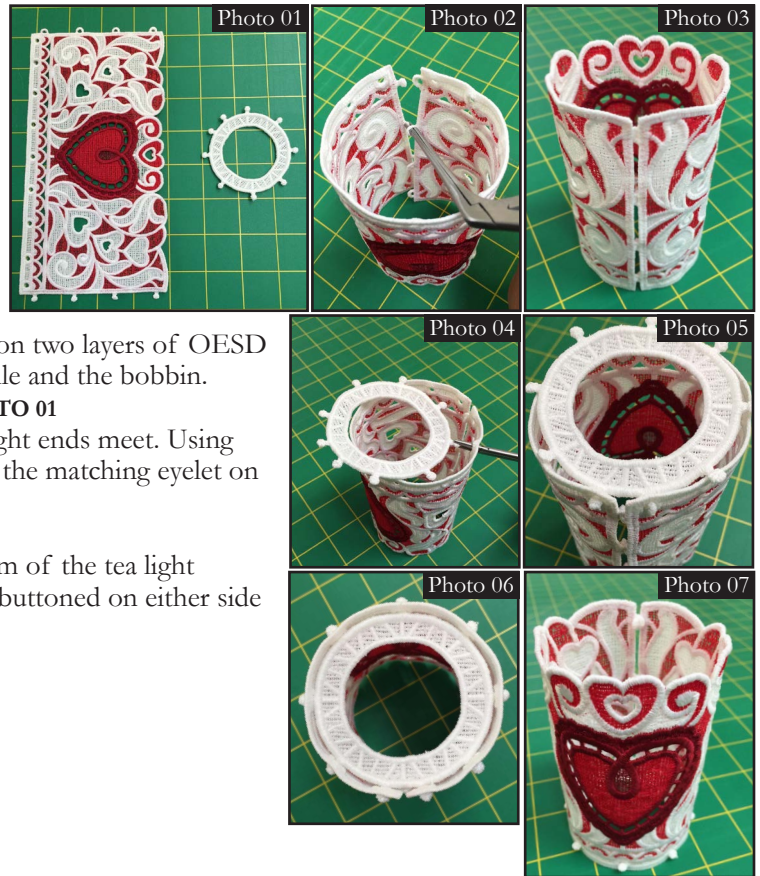 Photo 01
Photo 02
Photo 03
on two layers of OESD
le and the bobbin.
TO 01
ght ends meet. Using
the matching eyelet on
m of the tea light
buttoned on either side
Photo 04
Photo 05
Photo 06
Photo 07